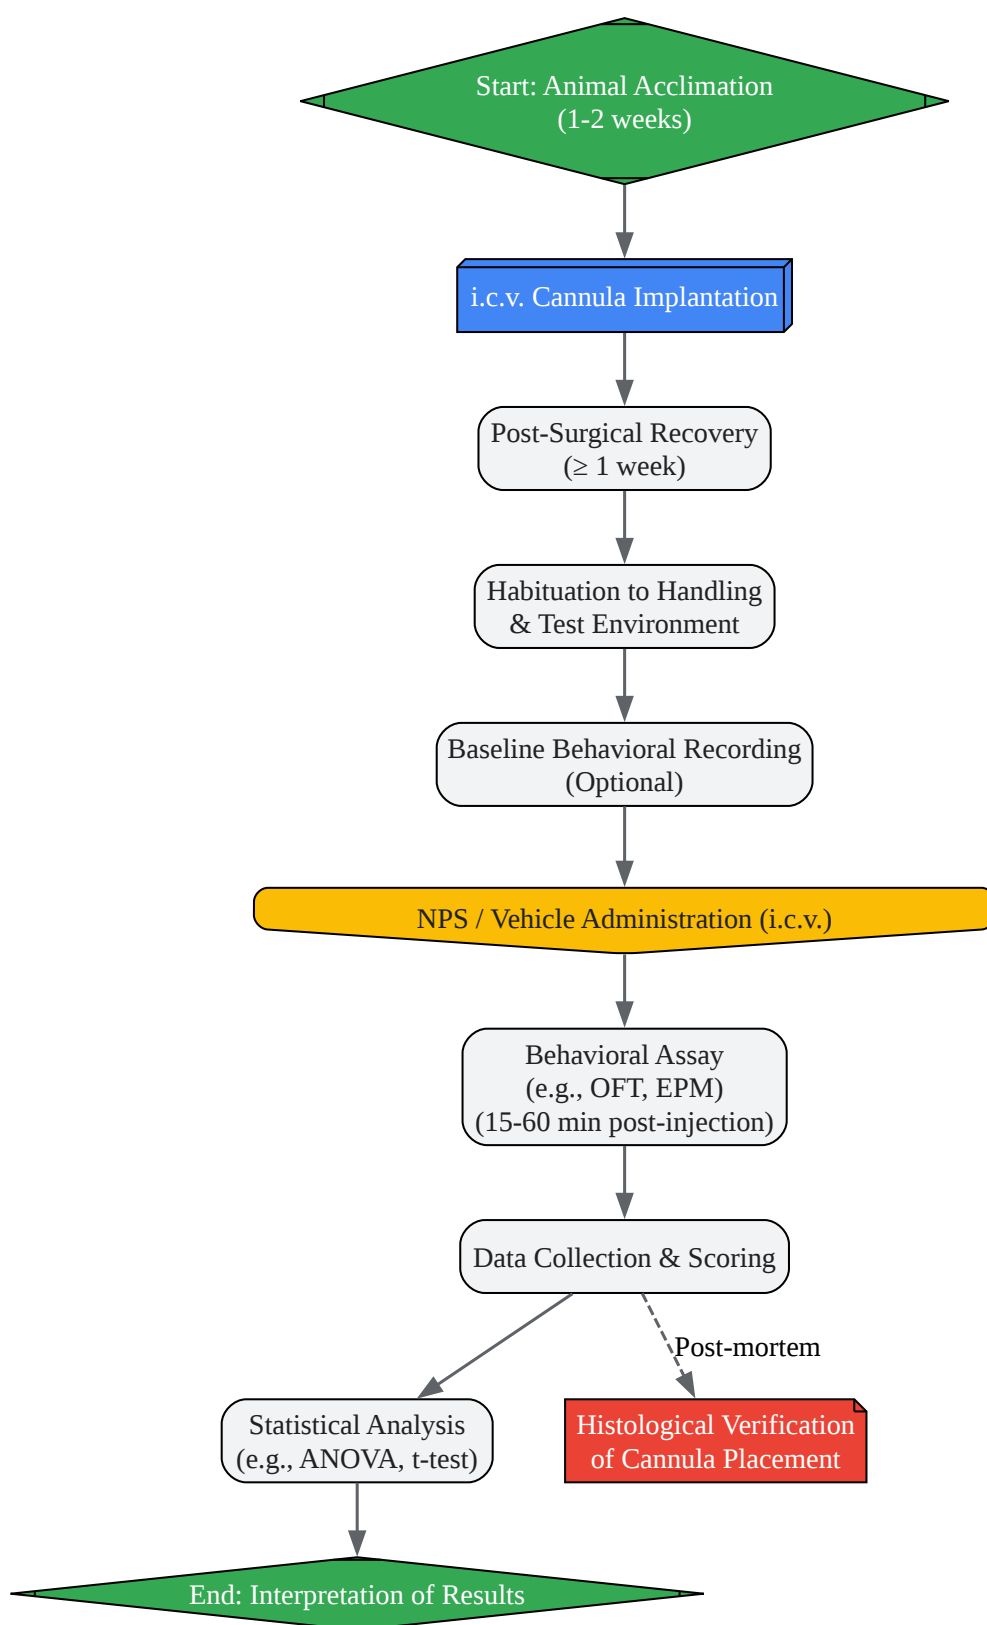 Start: Animal Acclimation
(1-2 weeks)
i.c.v. Cannula Implantation
Post-Surgical Recovery
(≥ 1 week)
Habituation to Handling
& Test Environment
Baseline Behavioral Recording
(Optional)
NPS / Vehicle Administration (i.c.v.)
Behavioral Assay
(e.g., OFT, EPM)
(15-60 min post-injection)
Data Collection & Scoring
Post-mortem
Statistical Analysis
(e.g., ANOVA, t-test)
Histological Verification
of Cannula Placement
End: Interpretation of Results